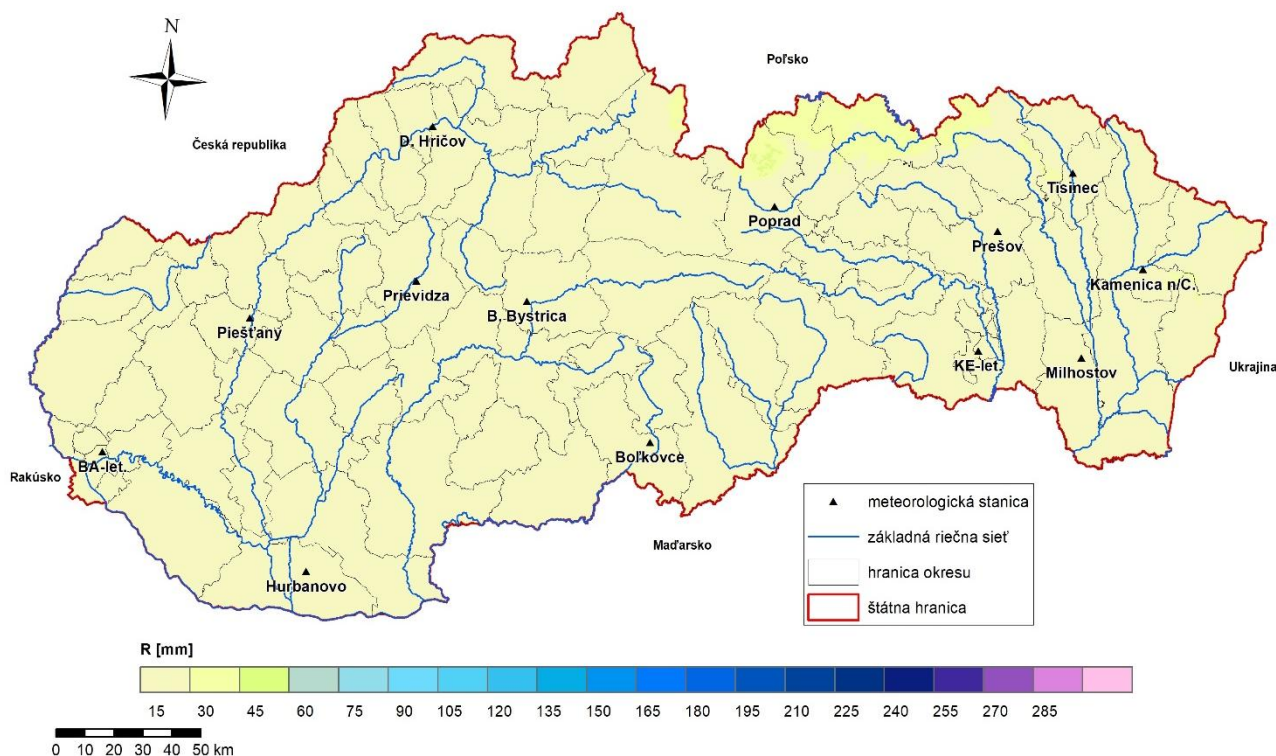 N
Poľsko
Česká republika
D. Hričov
Tisinec
Poprad
Prešov
Kamenica n/C.
Prievidza
B. Bystrica
Piešťany
KE-let.
Milhostov
Ukrajina
Boľkovce
BA-let.
Rakúsko
Maďarsko
Hurbanovo
meteorologická stanica
základná riečna sieť
hranica okresu
štátna hranica
R [mm]
15 30 45 60 75 90 105 120 135 150 165 180 195 210 225 240 255 270 285
0 10 20 30 40 50 km